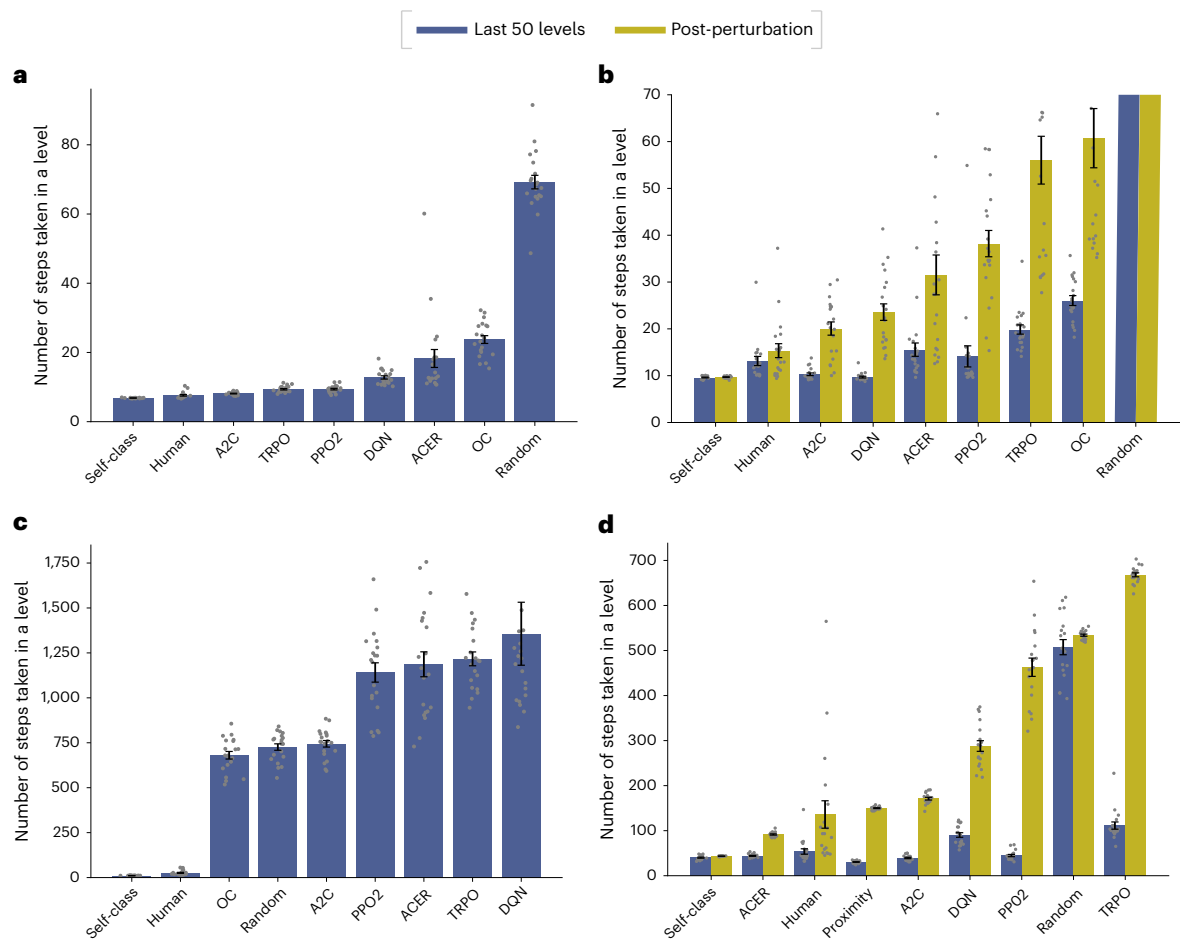 Last 50 levels Post-perturbation
a
Number of steps taken in a level
80
60
40
20
0
Self-class Human A2C TRPO PPO2 DQN ACER OC Random
b
Number of steps taken in a level
70
60
50
40
30
20
10
0
Self-class Human A2C DQN ACER PPO2 TRPO OC Random
c
Number of steps taken in a level
1,750
1,500
1,250
1,000
750
500
250
0
Self-class Human OC Random A2C PPO2 ACER TRPO DQN
d
Number of steps taken in a level
700
600
500
400
300
200
100
0
Self-class ACER Human Proximity A2C DQN PPO2 Random TRPO